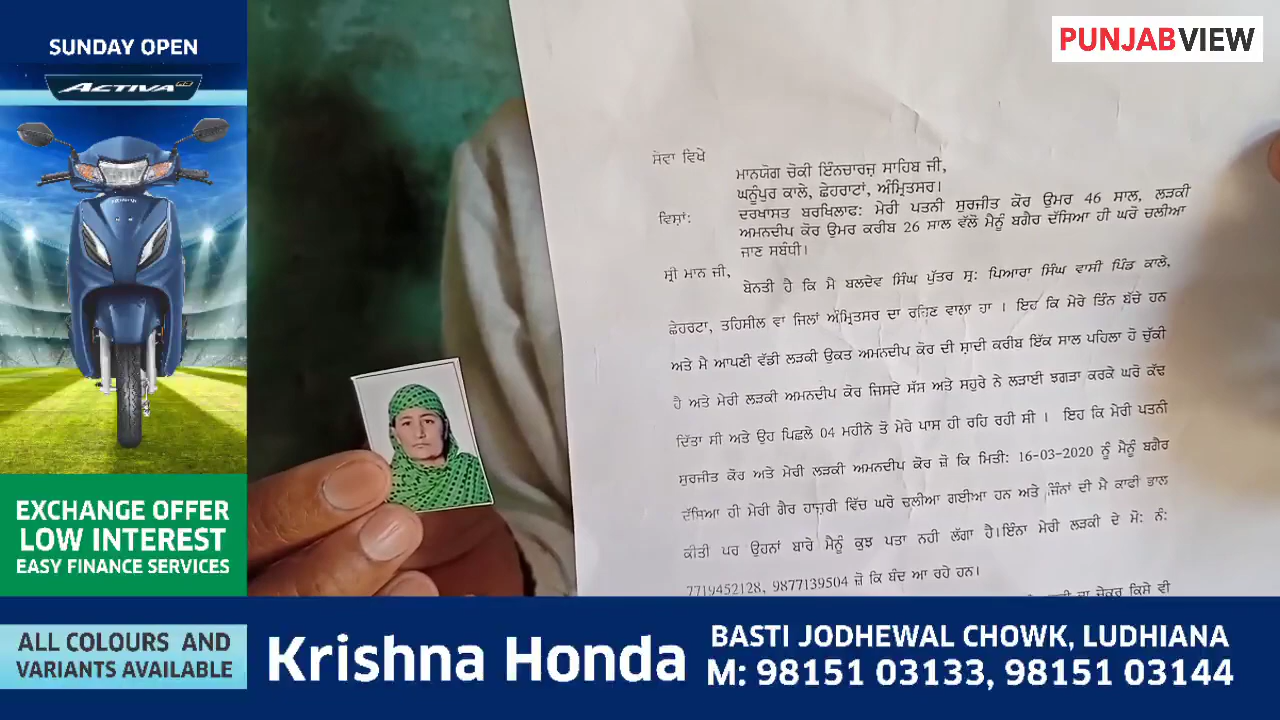 SUNDAY OPEN
ACTIVA
EXCHANGE OFFER
LOW INTEREST
EASY FINANCE SERVICES
ALL COLOURS AND
VARIANTS AVAILABLE
PUNJABVIEW
ਸੇਵਾ ਵਿਖੇ
ਮਾਨਯੋਗ ਚੋਕੀ ਇੰਨਚਾਰਜ਼ ਸਾਹਿਬ ਜੀ,
ਘਨੂੰਪੁਰ ਕਾਲੇ, ਛੇਹਰਾਟਾਂ, ਅੰਮ੍ਰਿਤਸਰ।
ਵਿਸ਼ਾਂ:
ਦਰਖਾਸਤ ਬਰਖਿਲਾਫ: ਮੇਰੀ ਪਤਨੀ ਸੁਰਜੀਤ ਕੋਰ ਉਮਰ 46 ਸਾਲ, ਲੜਕੀ
ਅਮਨਦੀਪ ਕੋਰ ਉਮਰ ਕਰੀਬ 26 ਸਾਲ ਵੱਲੋ ਮੈਨੂੰ ਬਗੈਰ ਦੱਸਿਆ ਹੀ ਘਰੋ ਚਲੀਆ
ਜਾਣ ਸਬੰਧੀ।
ਸ੍ਰੀ ਮਾਨ ਜੀ,
ਬੇਨਤੀ ਹੈ ਕਿ ਮੈ ਬਲਦੇਵ ਸਿੰਘ ਪੁੱਤਰ ਸ੍ਰ: ਪਿਆਰਾ ਸਿੰਘ ਵਾਸੀ ਪਿੰਡ ਕਾਲੇ,
ਛੇਹਰਟਾ, ਤਹਿਸੀਲ ਵਾ ਜਿਲਾਂ ਅੰਮ੍ਰਿਤਸਰ ਦਾ ਰਹਿਣ ਵਾਲਾ ਹਾ । ਇਹ ਕਿ ਮੇਰੇ ਤਿੰਨ ਬੱਚੇ ਹਨ
ਅਤੇ ਮੈ ਆਪਣੀ ਵੱਡੀ ਲੜਕੀ ਉਕਤ ਅਮਨਦੀਪ ਕੋਰ ਦੀ ਸ਼ਾਦੀ ਕਰੀਬ ਇੱਕ ਸਾਲ ਪਹਿਲਾ ਹੋ ਚੁੱਕੀ
ਹੈ ਅਤੇ ਮੇਰੀ ਲੜਕੀ ਅਮਨਦੀਪ ਕੋਰ ਜਿਸਦੇ ਸੱਸ ਅਤੇ ਸਹੁਰੇ ਨੇ ਲੜਾਈ ਝਗੜਾ ਕਰਕੇ ਘਰੋ ਕੱਢ
ਦਿੱਤਾ ਸੀ ਅਤੇ ਉਹ ਪਿਛਲੇ 04 ਮਹੀਨੇ ਤੋ ਮੇਰੇ ਪਾਸ ਹੀ ਰਹਿ ਰਹੀ ਸੀ । ਇਹ ਕਿ ਮੇਰੀ ਪਤਨੀ
ਸੁਰਜੀਤ ਕੋਰ ਅਤੇ ਮੇਰੀ ਲੜਕੀ ਅਮਨਦੀਪ ਕੋਰ ਜ਼ੋ ਕਿ ਮਿਤੀ: 16-03-2020 ਨੂੰ ਮੈਨੂੰ ਬਗੈਰ
ਦੱਸਿਆ ਹੀ ਮੇਰੀ ਗੈਰ ਹਾਜ਼ਰੀ ਵਿੱਚ ਘਰੋ ਚਲੀਆ ਗਈਆ ਹਨ ਅਤੇ ਜਿੰਨਾਂ ਦੀ ਮੈ ਕਾਫੀ ਭਾਲ
ਕੀਤੀ ਪਰ ਉਹਨਾਂ ਬਾਰੇ ਮੈਨੂੰ ਕੁਝ ਪਤਾ ਨਹੀ ਲੱਗਾ ਹੈ।ਇੰਨਾ ਮੇਰੀ ਲੜਕੀ ਦੇ ਮੋ: ਨੰ:
7719452128, 9877139504 ਜ਼ੋ ਕਿ ਬੰਦ ਆ ਰਹੇ ਹਨ।
ਜੇਕਰ ਕਿਸੇ ਵੀ
Krishna Honda
BASTI JODHEWAL CHOWK, LUDHIANA
M: 98151 03133, 98151 03144